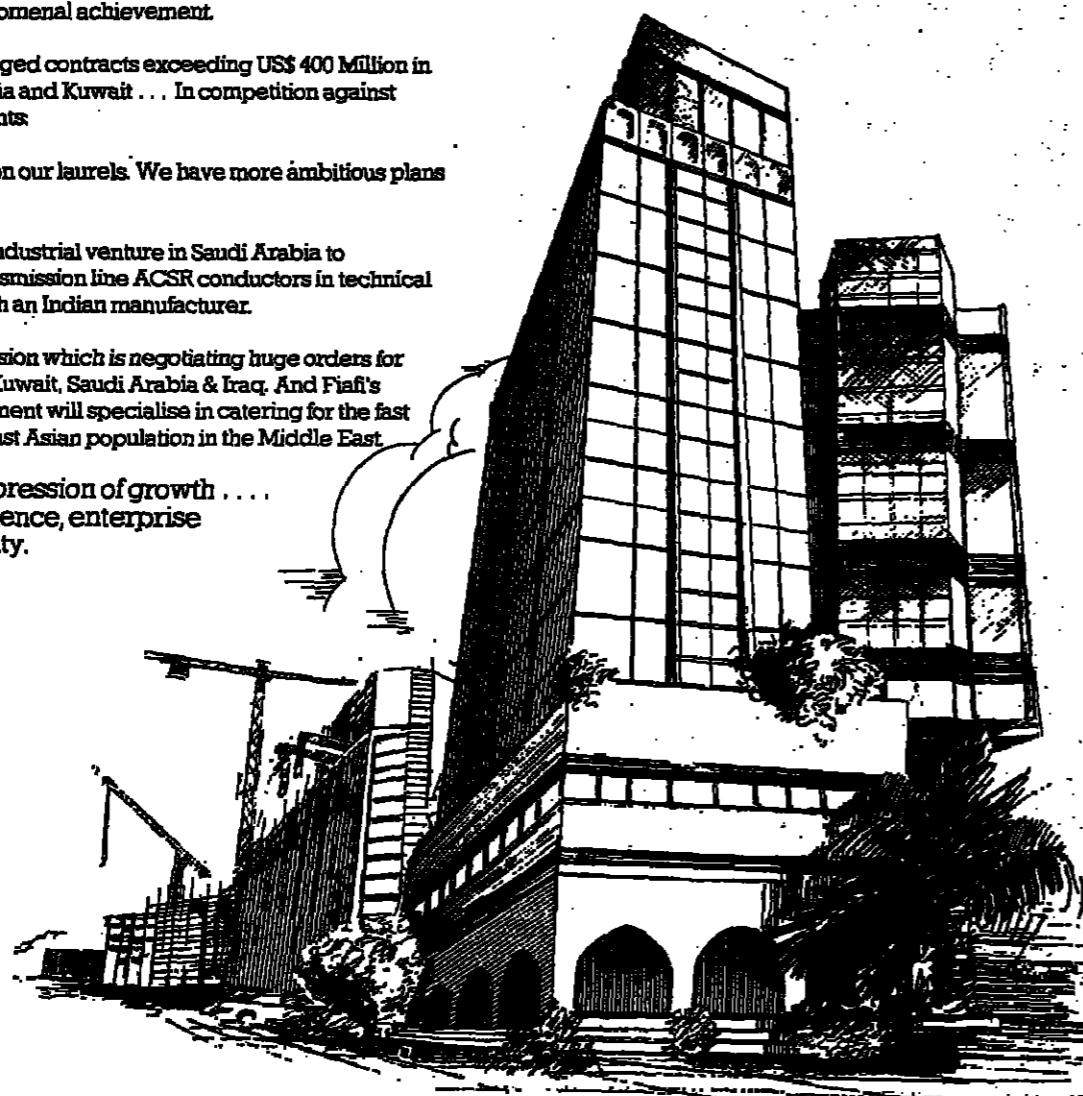 omenal achievement.
ged contracts exceeding US$ 400 Million in
ia and Kuwait . . . In competition against
nts:
on our laurels. We have more ambitious plans
ndustrial venture in Saudi Arabia to
smission line ACSR conductors in technical
h an Indian manufacturer.
sion which is negotiating huge orders for
Kuwait, Saudi Arabia & Iraq. And Fiafi's
ment will specialise in catering for the fast
ust Asian population in the Middle East.
pression of growth . . . .
ence, enterprise
ty.